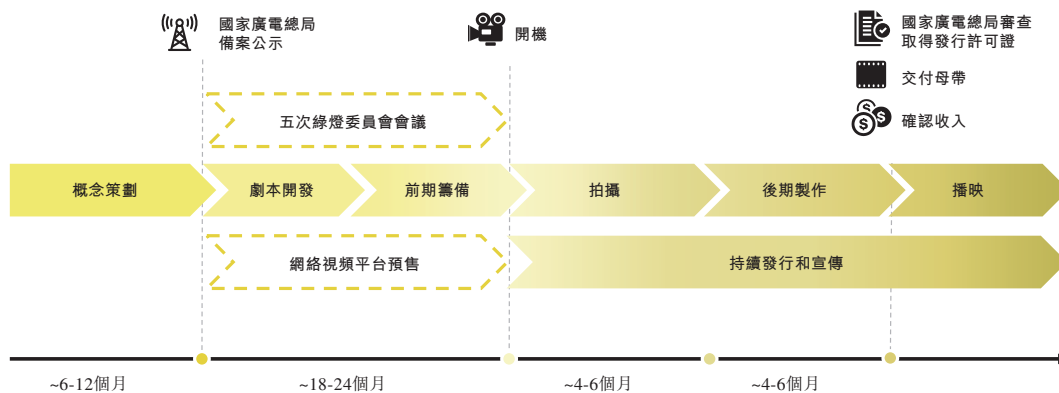 國家廣電總局
備案公示
開機
國家廣電總局審查
取得發行許可證
交付母帶
確認收入
五次綠燈委員會會議
概念策劃
劇本開發
前期籌備
拍攝
後期製作
播映
網絡視頻平台預售
持續發行和宣傳
~6-12個月
~18-24個月
~4-6個月
~4-6個月